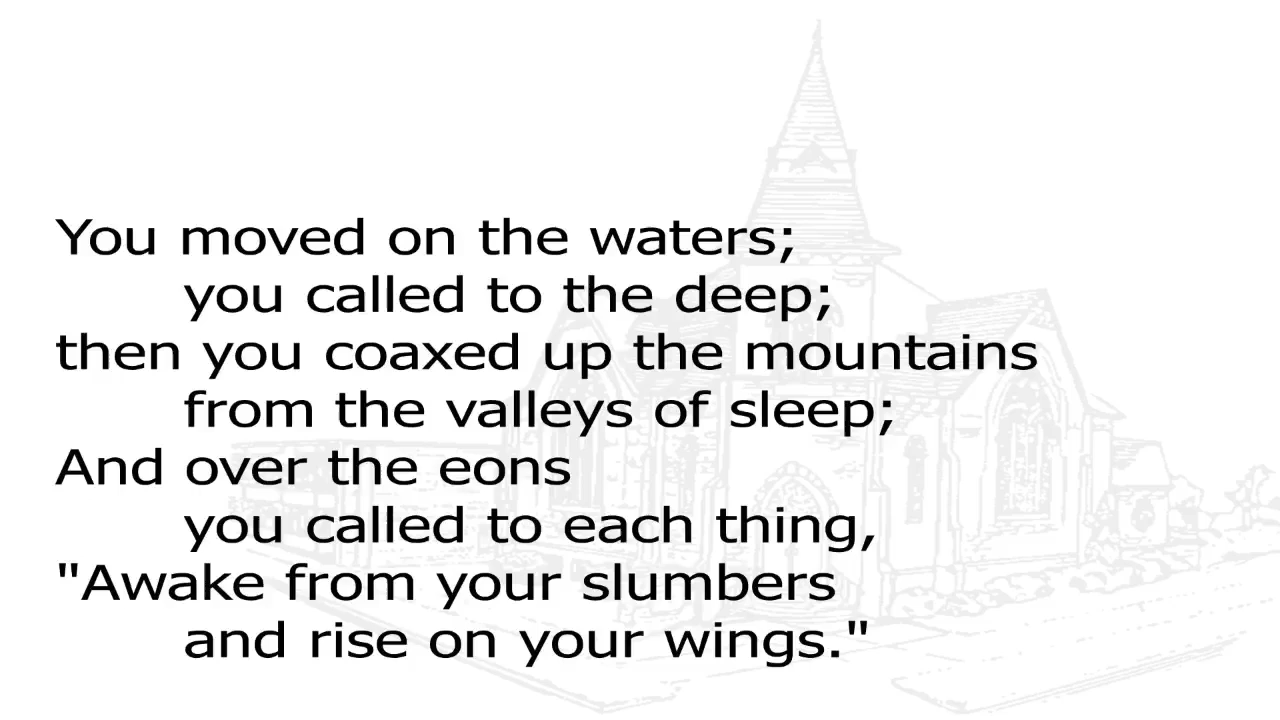 You moved on the waters;
you called to the deep;
then you coaxed up the mountains
from the valleys of sleep;
And over the eons
you called to each thing,
"Awake from your slumbers
and rise on your wings."